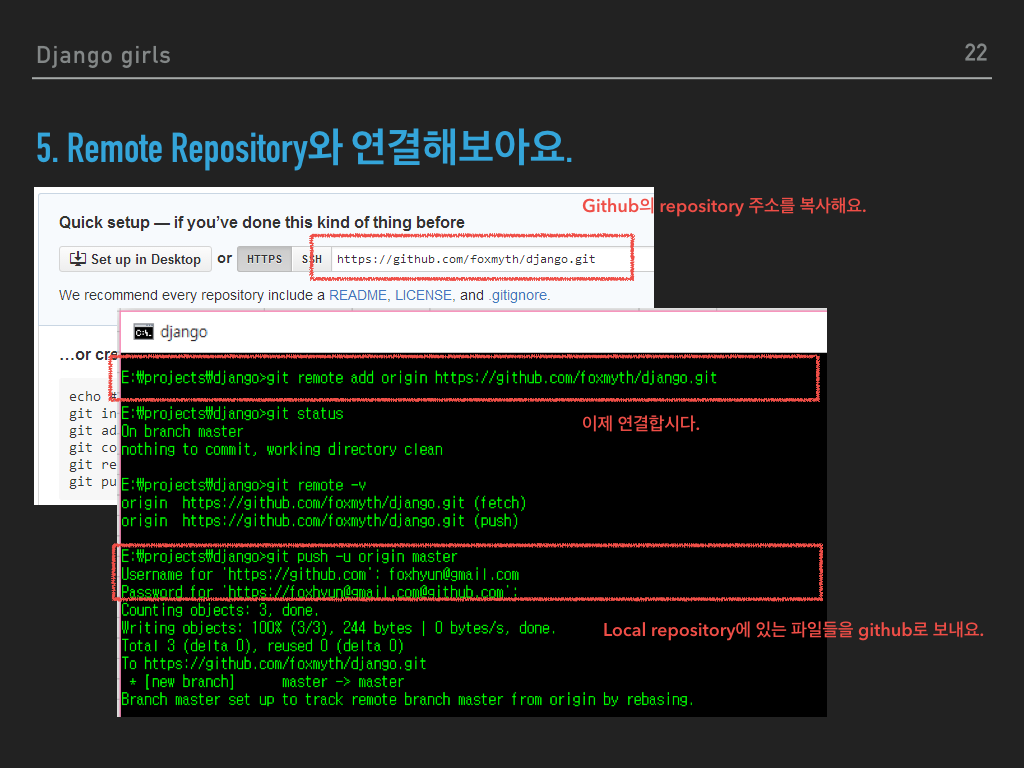 Django girls
22
5. Remote Repository와 연결해보아요.
Github의 repository 주소를 복사해요.
Quick setup — if you’ve done this kind of thing before
Set up in Desktop or HTTPS SSH https://github.com/foxmyth/django.git
We recommend every repository include a README, LICENSE, and .gitignore.
…or cre
echo #
git in
git ad
git co
git re
git pu
C:\. django
E:₩projects₩django>git remote add origin https://github.com/foxmyth/django.git
E:₩projects₩django>git status
On branch master
nothing to commit, working directory clean
이제 연결합시다.
E:₩projects₩django>git remote -v
origin https://github.com/foxmyth/django.git (fetch)
origin https://github.com/foxmyth/django.git (push)
E:₩projects₩django>git push -u origin master
Username for 'https://github.com': foxhyun@gmail.com
Password for 'https://foxhyun@gmail.com@github.com':
Counting objects: 3, done.
Writing objects: 100% (3/3), 244 bytes | 0 bytes/s, done.
Total 3 (delta 0), reused 0 (delta 0)
To https://github.com/foxmyth/django.git
* [new branch] master -> master
Branch master set up to track remote branch master from origin by rebasing.
Local repository에 있는 파일들을 github로 보내요.